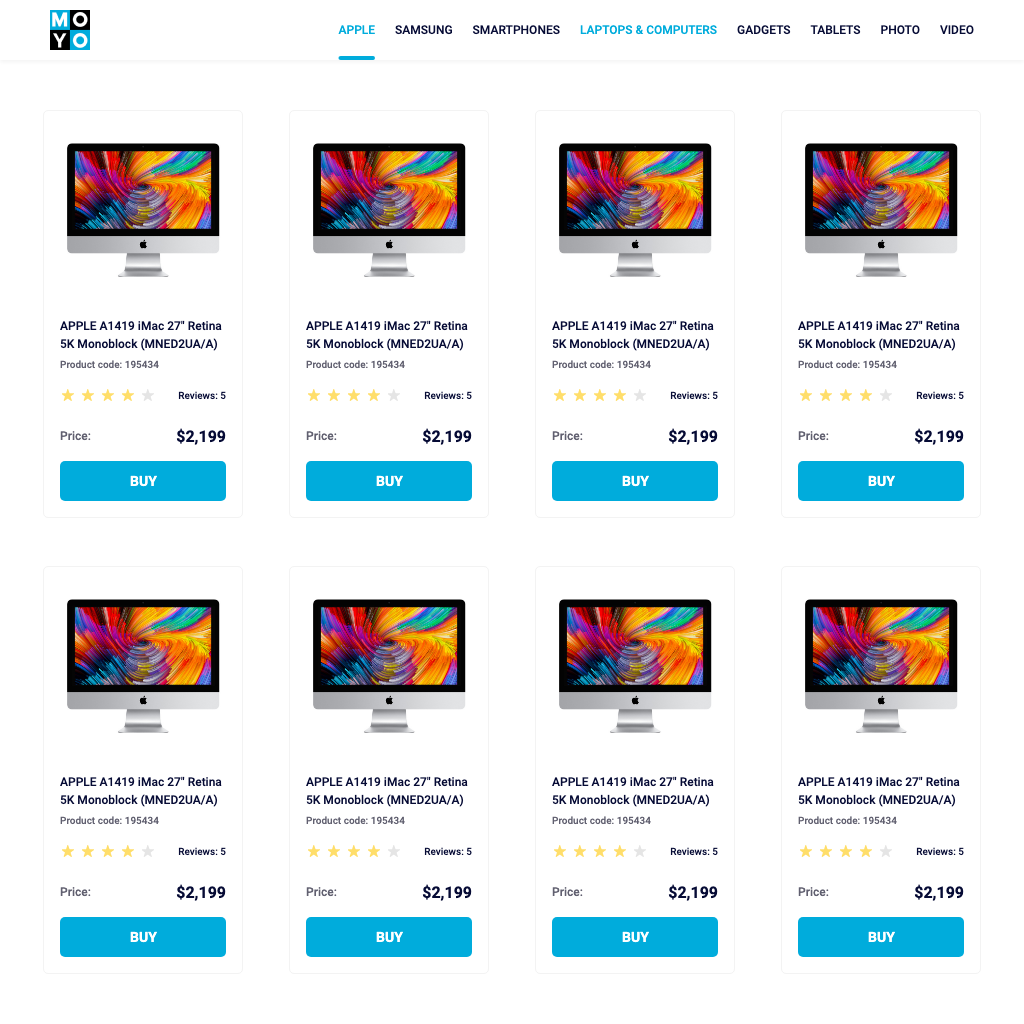 MO
YO
APPLE SAMSUNG SMARTPHONES LAPTOPS & COMPUTERS GADGETS TABLETS PHOTO VIDEO
APPLE A1419 iMac 27" Retina
5K Monoblock (MNED2UA/A)
Product code: 195434
Reviews: 5
Price: $2,199
BUY
APPLE A1419 iMac 27" Retina
5K Monoblock (MNED2UA/A)
Product code: 195434
Reviews: 5
Price: $2,199
BUY
APPLE A1419 iMac 27" Retina
5K Monoblock (MNED2UA/A)
Product code: 195434
Reviews: 5
Price: $2,199
BUY
APPLE A1419 iMac 27" Retina
5K Monoblock (MNED2UA/A)
Product code: 195434
Reviews: 5
Price: $2,199
BUY
APPLE A1419 iMac 27" Retina
5K Monoblock (MNED2UA/A)
Product code: 195434
Reviews: 5
Price: $2,199
BUY
APPLE A1419 iMac 27" Retina
5K Monoblock (MNED2UA/A)
Product code: 195434
Reviews: 5
Price: $2,199
BUY
APPLE A1419 iMac 27" Retina
5K Monoblock (MNED2UA/A)
Product code: 195434
Reviews: 5
Price: $2,199
BUY
APPLE A1419 iMac 27" Retina
5K Monoblock (MNED2UA/A)
Product code: 195434
Reviews: 5
Price: $2,199
BUY